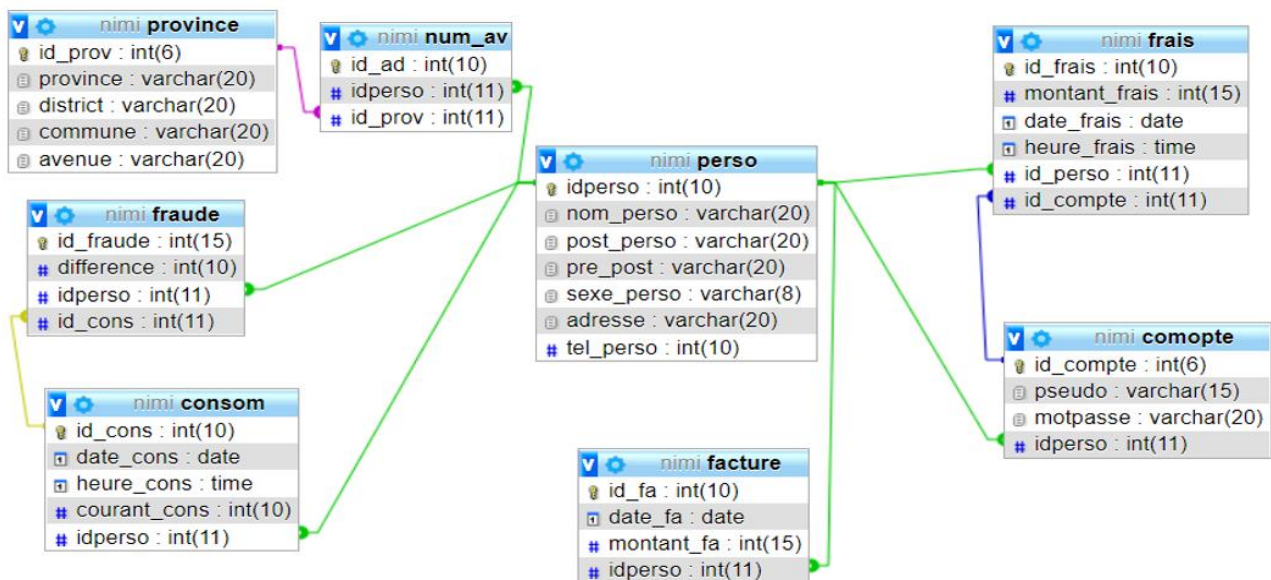 nimi province
id_prov : int(6)
province : varchar(20)
district : varchar(20)
commune : varchar(20)
avenue : varchar(20)
nimi num_av
id_ad : int(10)
idperso : int(11)
id_prov : int(11)
nimi frais
id_frais : int(10)
montant_frais : int(15)
date_frais : date
heure_frais : time
id_perso : int(11)
id_compte : int(11)
nimi perso
idperso : int(10)
nom_perso : varchar(20)
post_perso : varchar(20)
pre_post : varchar(20)
sexe_perso : varchar(8)
adresse : varchar(20)
tel_perso : int(10)
nimi fraude
id_fraude : int(15)
difference : int(10)
idperso : int(11)
id_cons : int(11)
nimi comopte
id_compte : int(6)
pseudo : varchar(15)
motpasse : varchar(20)
idperso : int(11)
nimi consom
id_cons : int(10)
date_cons : date
heure_cons : time
courant_cons : int(10)
idperso : int(11)
nimi facture
id_fa : int(10)
date_fa : date
montant_fa : int(15)
idperso : int(11)